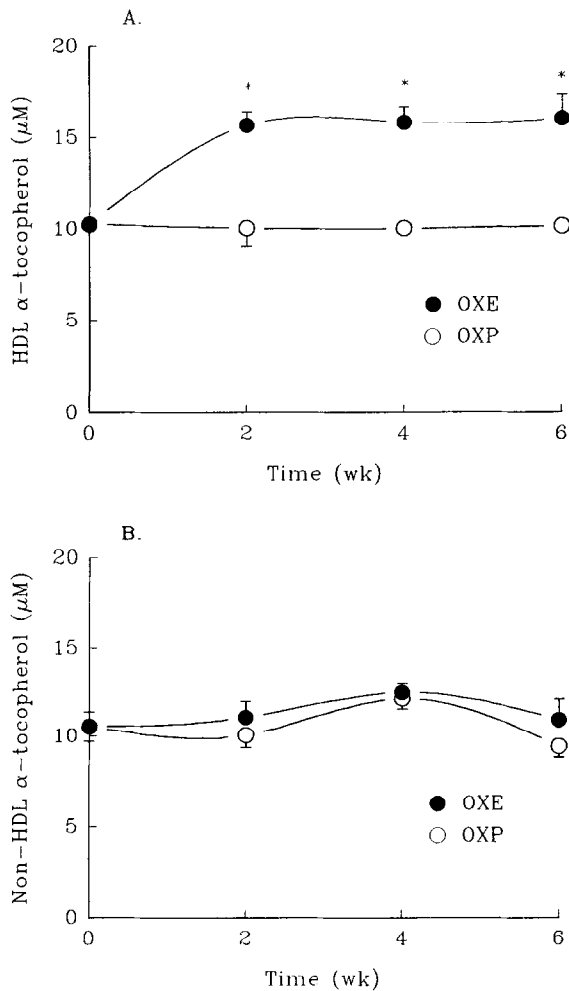 A.
20
15
10
5
0
HDL α-tocopherol (μM)
* * *
OXE
OXP
0 2 4 6
Time (wk)
B.
20
15
10
5
0
Non-HDL α-tocopherol (μM)
OXE
OXP
0 2 4 6
Time (wk)